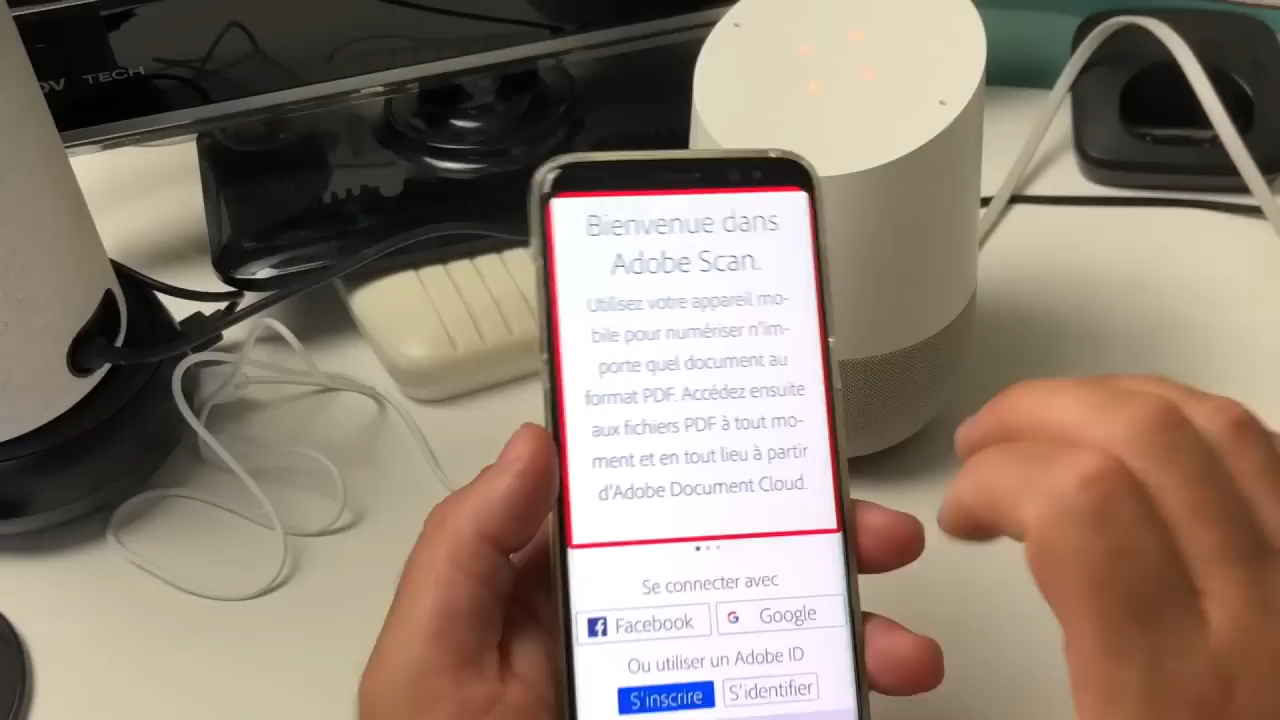 TECH
Bienvenue dans
Adobe Scan.
Utilisez votre appareil mo-
bile pour numériser n'im-
porte quel document au
format PDF. Accédez ensuite
aux fichiers PDF à tout mo-
ment et en tout lieu à partir
d'Adobe Document Cloud.
Se connecter avec
Facebook
Google
Ou utiliser un Adobe ID
S'inscrire
S'identifier